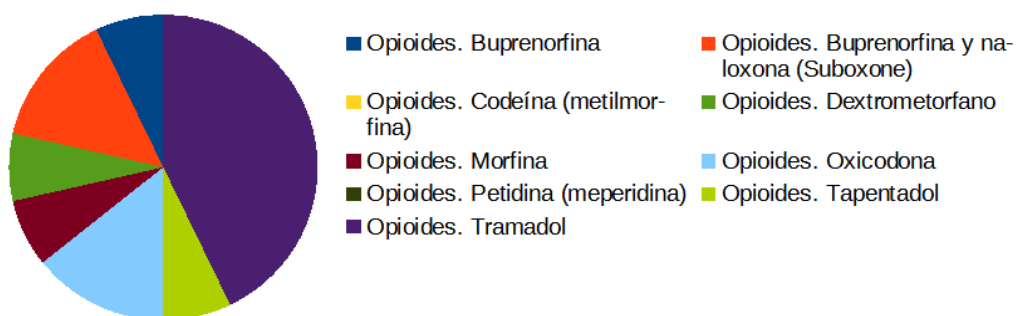 Opioides. Buprenorfina
Opioides. Buprenorfina y na-
loxona (Suboxone)
Opioides. Codeína (metilmor-
fina)
Opioides. Dextrometorfano
Opioides. Morfina
Opioides. Oxicodona
Opioides. Petidina (meperidina)
Opioides. Tapentadol
Opioides. Tramadol